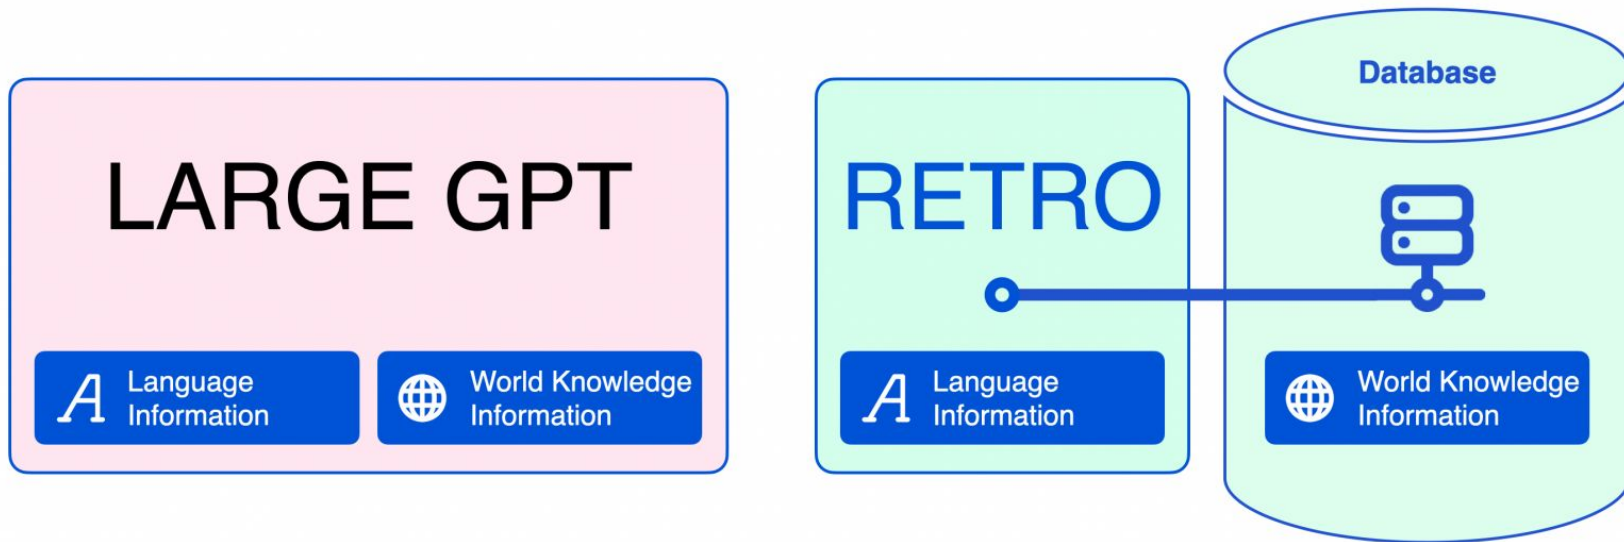 LARGE GPT
Language
Information
World Knowledge
Information
RETRO
Language
Information
Database
World Knowledge
Information